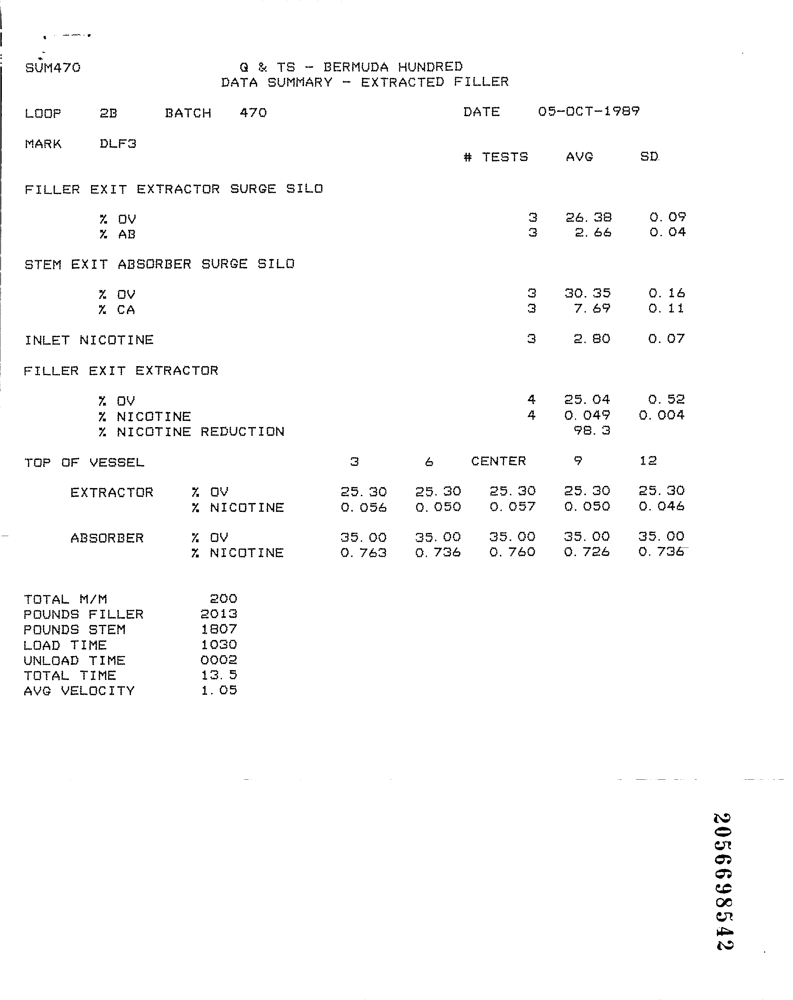 SUM470 Q & TS - BERMUDA HUNDRED
DATA SUMMARY - EXTRACTED FILLER
LOOP 2B BATCH 470 DATE 05-OCT-1989
MARK DLF3
# TESTS AVG SD
FILLER EXIT EXTRACTOR SURGE SILO
% OV 3 26.38 0.09
% AB 3 2.66 0.04
STEM EXIT ABSORBER SURGE SILO
% OV 3 30.35 0.16
% CA 3 7.69 0.11
INLET NICOTINE 3 2.80 0.07
FILLER EXIT EXTRACTOR
% OV 4 25.04 0.52
% NICOTINE 4 0.049 0.004
% NICOTINE REDUCTION 98.3
TOP OF VESSEL 3 6 CENTER 9 12
EXTRACTOR % OV 25.30 25.30 25.30 25.30 25.30
% NICOTINE 0.056 0.050 0.057 0.050 0.046
ABSORBER % OV 35.00 35.00 35.00 35.00 35.00
% NICOTINE 0.763 0.736 0.760 0.726 0.736
TOTAL M/M 200
POUNDS FILLER 2013
POUNDS STEM 1807
LOAD TIME 1030
UNLOAD TIME 0002
TOTAL TIME 13.5
AVG VELOCITY 1.05
2056698542